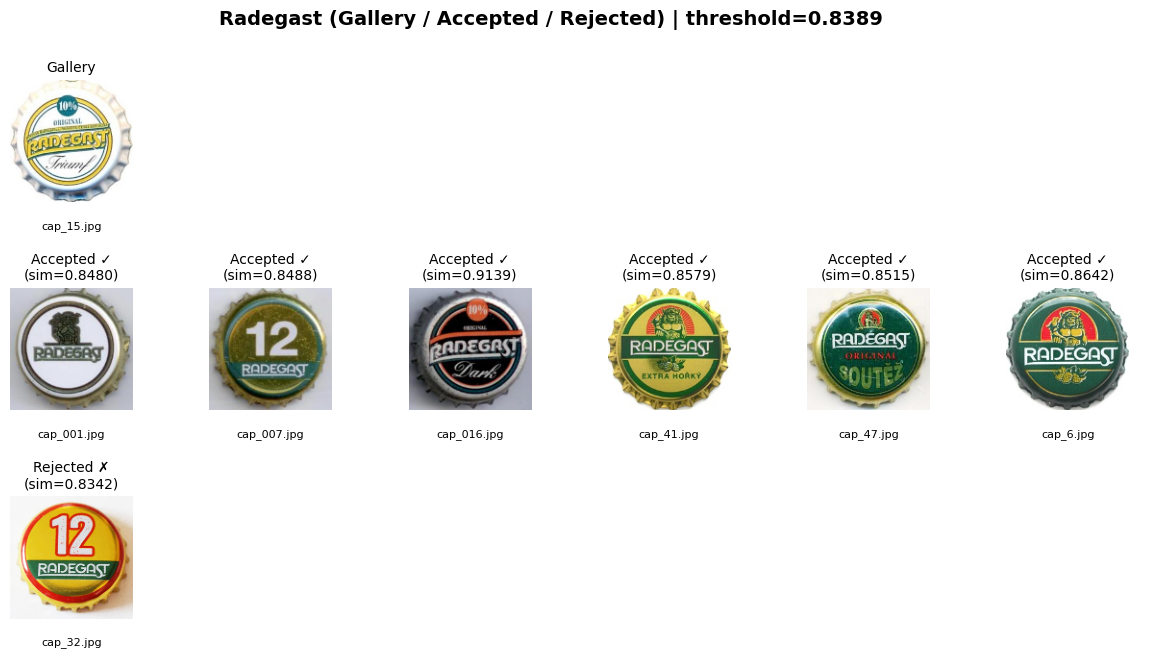 Radegast (Gallery / Accepted / Rejected) | threshold=0.8389
Gallery
10%
ORIGINAL
RADEGAST
Triumf
cap_15.jpg
Accepted ✓
(sim=0.8480)
RADEGAST
cap_001.jpg
Accepted ✓
(sim=0.8488)
12
RADEGAST
cap_007.jpg
Accepted ✓
(sim=0.9139)
10%
ORIGINAL
RADEGAST
Dark
cap_016.jpg
Accepted ✓
(sim=0.8579)
RADEGAST
EXTRA HOŘKÝ
cap_41.jpg
Accepted ✓
(sim=0.8515)
RADEGAST
ORIGINAL
SOUTĚŽ
cap_47.jpg
Accepted ✓
(sim=0.8642)
RADEGAST
cap_6.jpg
Rejected ✗
(sim=0.8342)
12
RADEGAST
cap_32.jpg